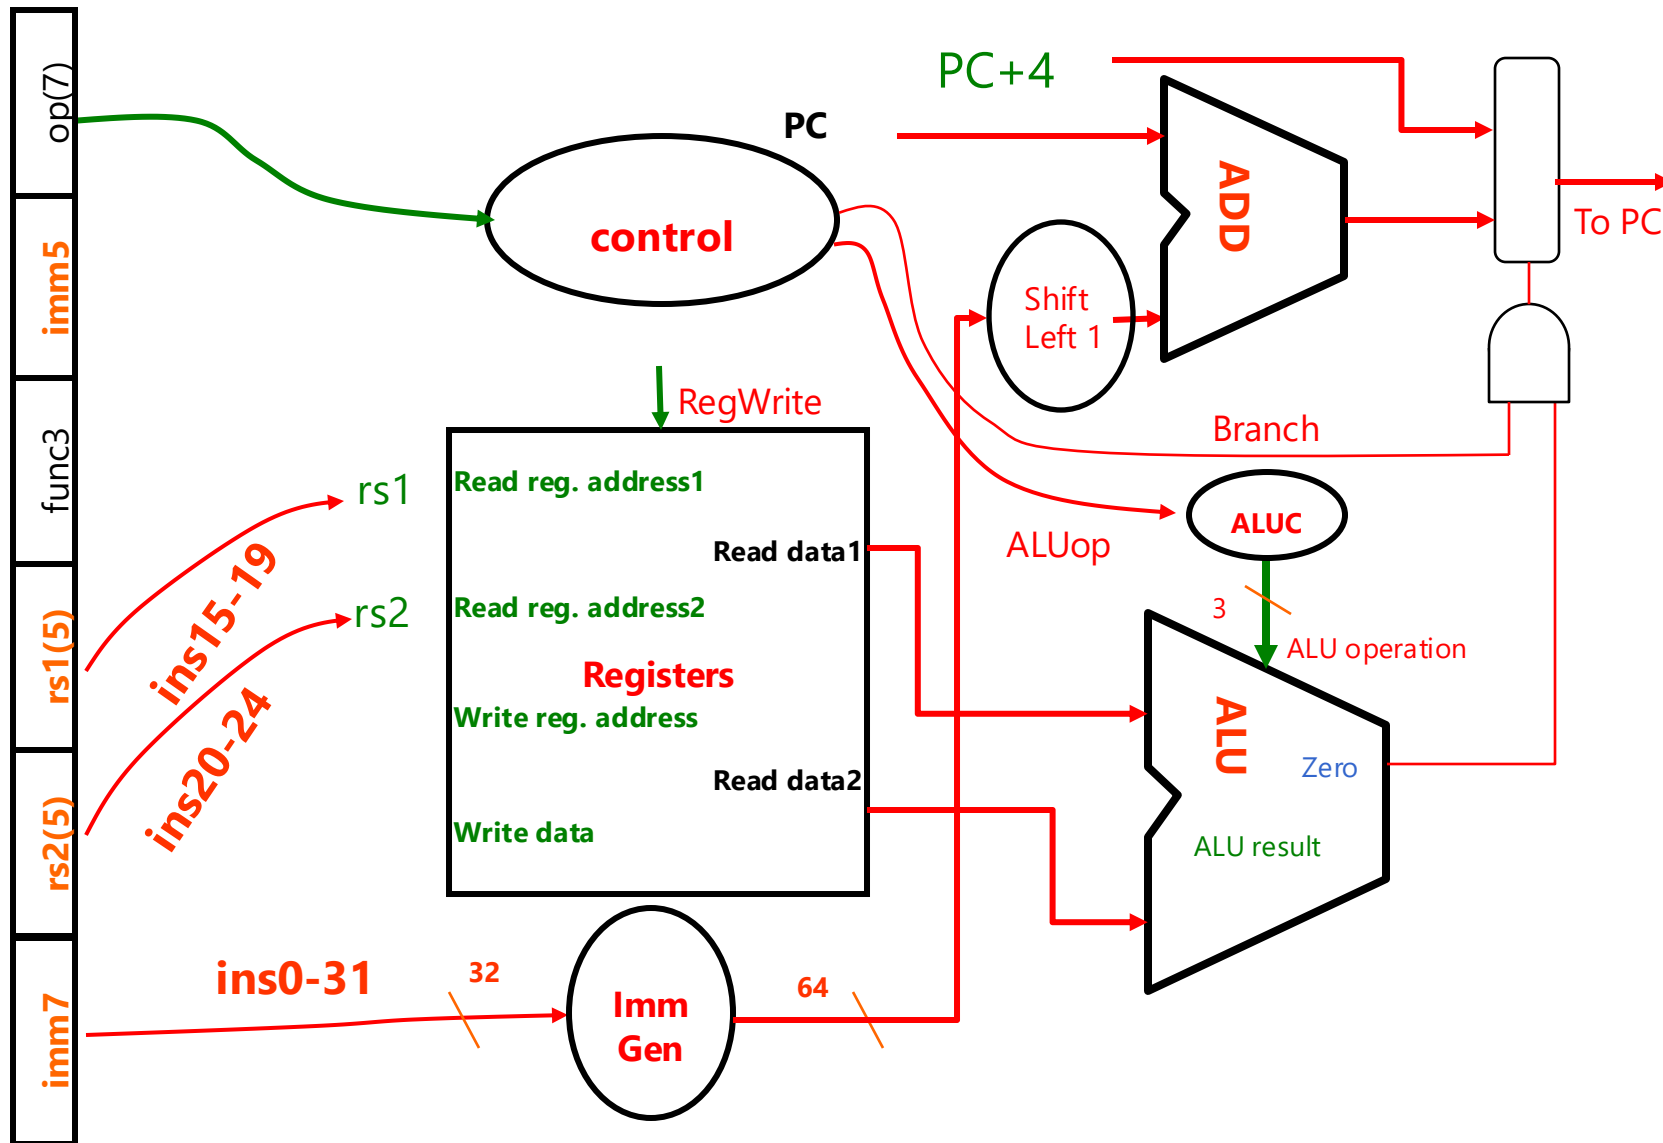 op(7)
imm5
func3
rs1(5)
rs2(5)
imm7
PC+4
PC
ADD
To PC
control
Shift
Left 1
RegWrite
Branch
rs1
Read reg. address1
ALUC
Read data1
ALUop
ins15-19
rs2
Read reg. address2
3
ALU operation
Registers
ins20-24
Write reg. address
ALU
Zero
Read data2
Write data
ALU result
ins0-31
32
Imm
Gen
64